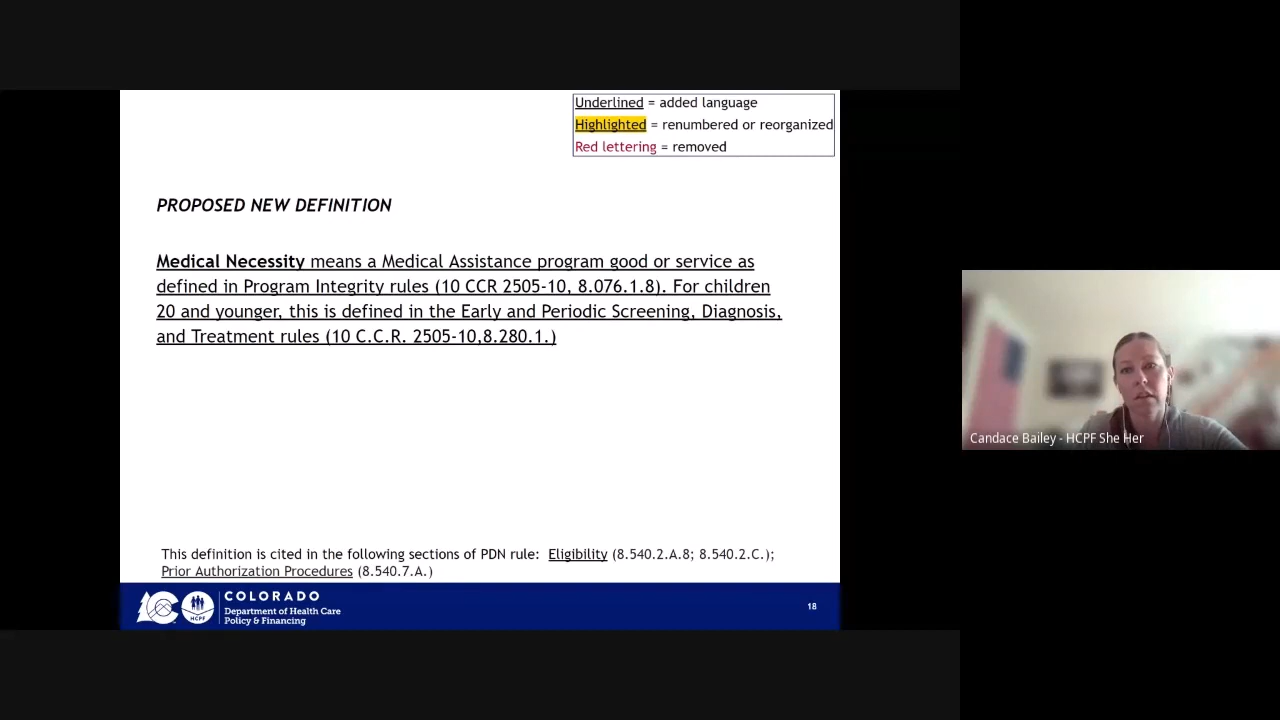 Underlined = added language
Highlighted = renumbered or reorganized
Red lettering = removed
PROPOSED NEW DEFINITION
Medical Necessity means a Medical Assistance program good or service as
defined in Program Integrity rules (10 CCR 2505-10, 8.076.1.8). For children
20 and younger, this is defined in the Early and Periodic Screening, Diagnosis,
and Treatment rules (10 C.C.R. 2505-10,8.280.1.)
This definition is cited in the following sections of PDN rule: Eligibility (8.540.2.A.8; 8.540.2.C.);
Prior Authorization Procedures (8.540.7.A.)
HCPF
COLORADO
Department of Health Care
Policy & Financing
18
Candace Bailey - HCPF She Her